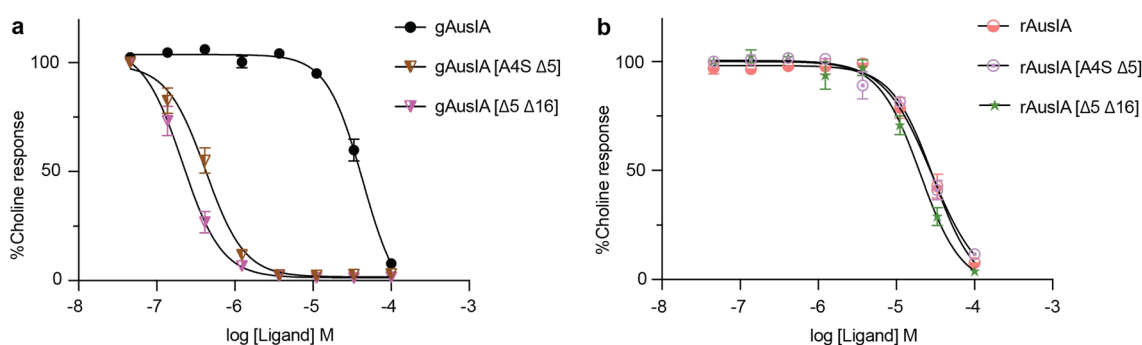 a
gAusIA
gAusIA [A4S Δ5]
gAusIA [Δ5 Δ16]
100
50
0
%Choline response
-8 -7 -6 -5 -4 -3
log [Ligand] M
b
rAusIA
rAusIA [A4S Δ5]
rAusIA [Δ5 Δ16]
100
50
0
%Choline response
-8 -7 -6 -5 -4 -3
log [Ligand] M